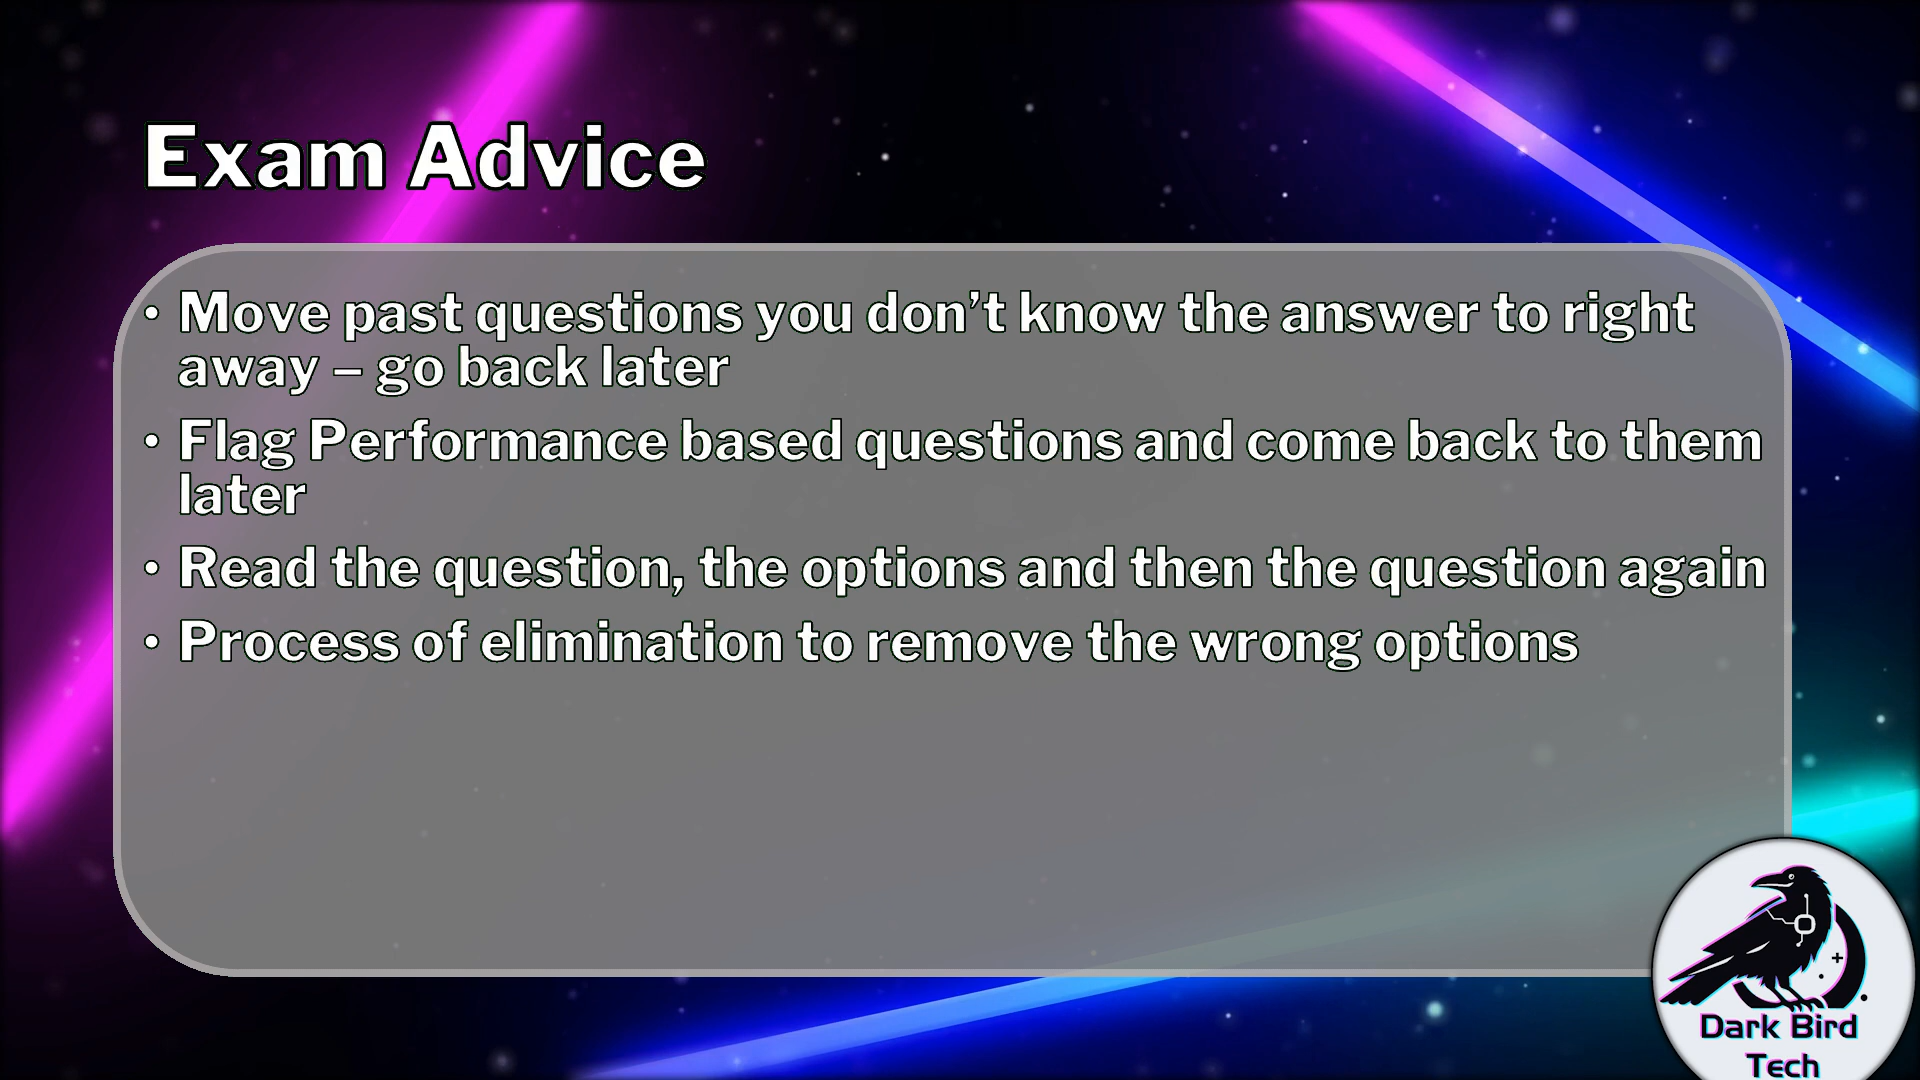 Exam Advice
• Move past questions you don’t know the answer to right
away – go back later
• Flag Performance based questions and come back to them
later
• Read the question, the options and then the question again
• Process of elimination to remove the wrong options
Dark Bird
Tech